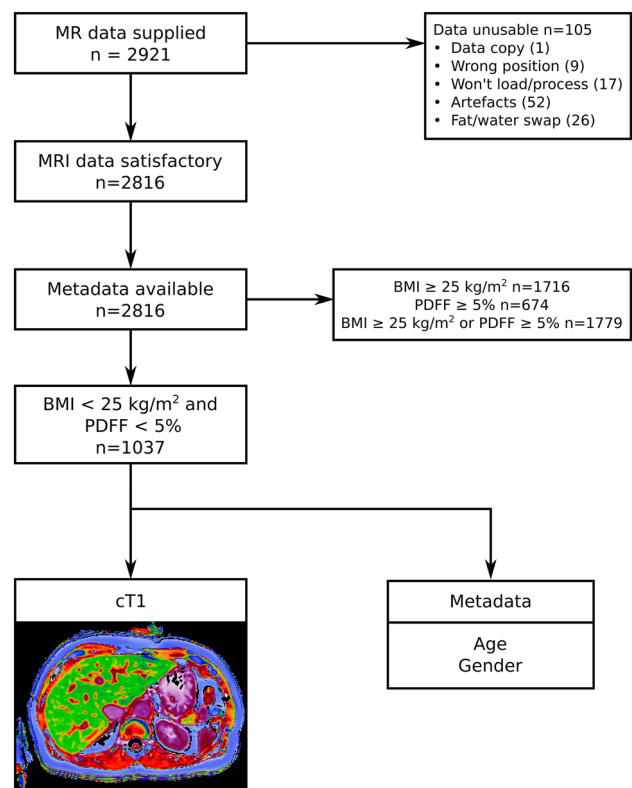 MR data supplied
n = 2921
Data unusable n=105
• Data copy (1)
• Wrong position (9)
• Won't load/process (17)
• Artefacts (52)
• Fat/water swap (26)
MRI data satisfactory
n=2816
Metadata available
n=2816
BMI ≥ 25 kg/m² n=1716
PDFF ≥ 5% n=674
BMI ≥ 25 kg/m² or PDFF ≥ 5% n=1779
BMI < 25 kg/m² and
PDFF < 5%
n=1037
cT1
Metadata
Age
Gender